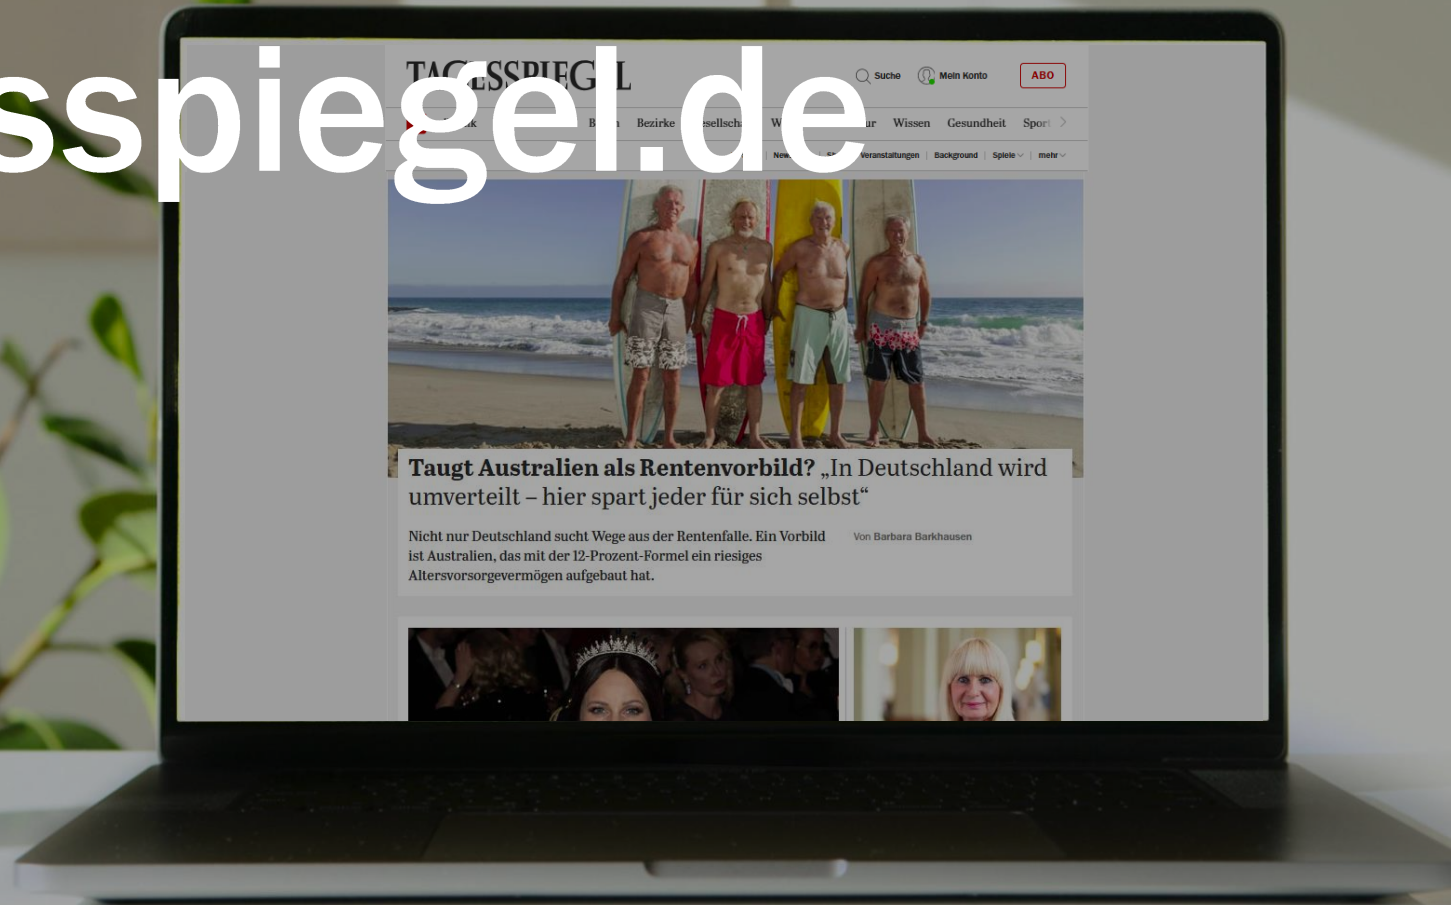 sspiegel.de
TAGESSPIEGEL
Suche Mein Konto ABO
Bezirke Wissen Gesundheit Sport
Veranstaltungen Background Spiele mehr
Taugt Australien als Rentenvorbild? „In Deutschland wird
umverteilt – hier spart jeder für sich selbst“
Nicht nur Deutschland sucht Wege aus der Rentenfalle. Ein Vorbild
ist Australien, das mit der 12-Prozent-Formel ein riesiges
Altersvorsorgevermögen aufgebaut hat.
Von Barbara Barkhausen